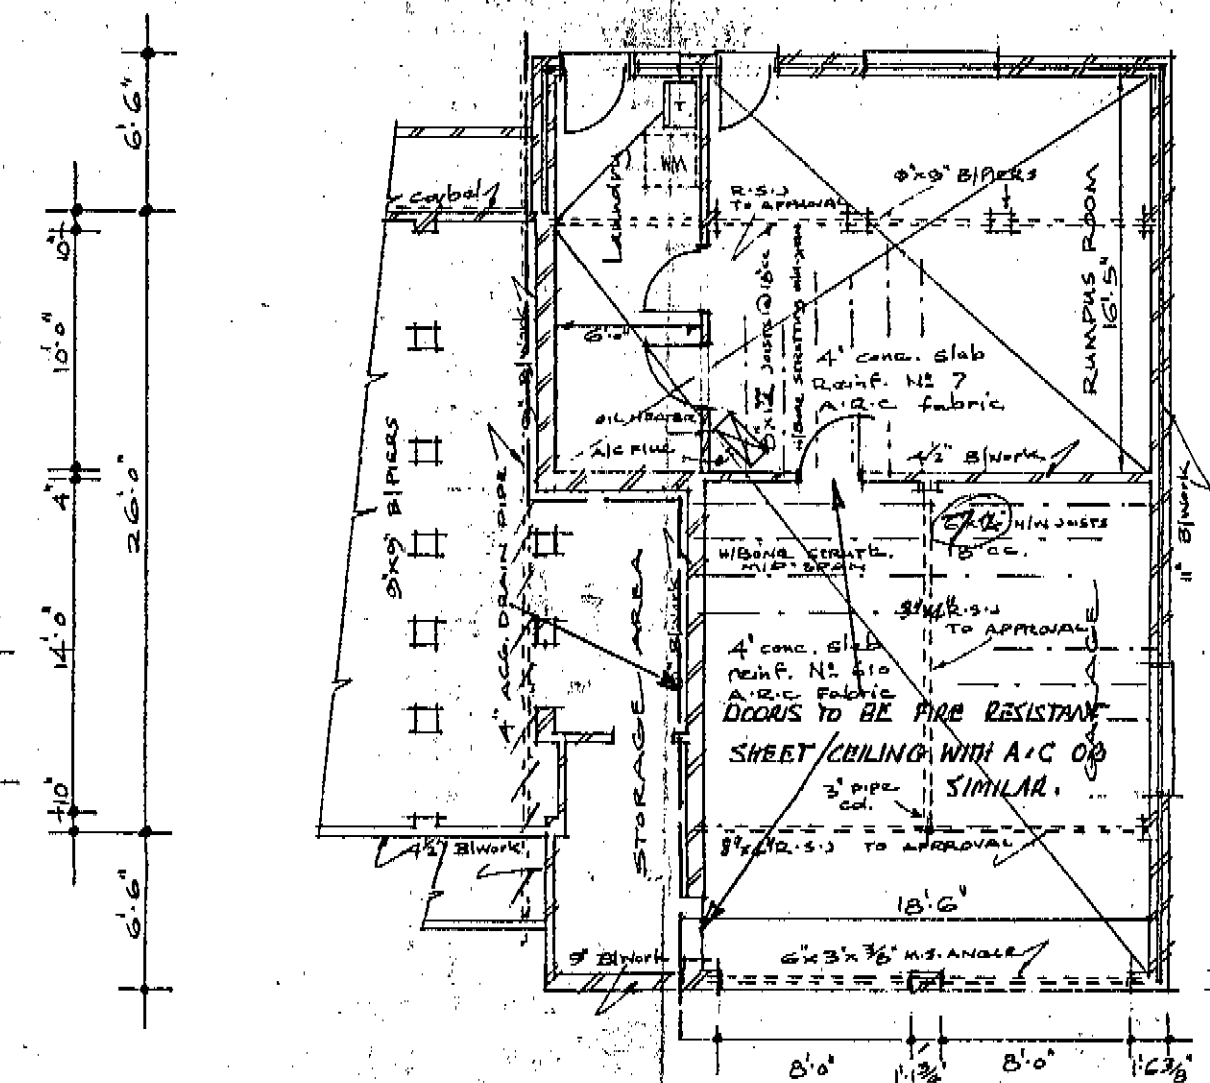 6'.6"
26'.0"
6'.6"
10"
10'.0"
4"
14'.0
10"
corbel
9"x9" B/PIERS
4" AGG. DRAIN PIPE
4½" B/Work
Laundry
T
WM
6'.0"
OIL HEATER
A/C FLUE
R.S.J
TO APPROVAL
9"x9" B/PIERS
RUMPUS ROOM
16'.5"
4" conc. slab
Reinf. Nº 7
A.R.C fabric
4½" B/Work
11" B/work
STORAGE AREA
9" B/Work
H/BONE STRUTT.
MID SPAN
H/W JOISTS
18" cc.
R.S.J
TO APPROVAL
GARAGE
4" conc. slab
reinf. Nº 610
A.R.C Fabric
DOORS TO BE FIRE RESISTANT
SHEET CEILING WITH A.C OR
SIMILAR.
3" PIPE
col.
R.S.J TO APPROVAL
18'.6"
6"x3"x⅜" M.S. ANGLE
8'.0"
1'.1¾"
8'.0"
1'.6⅜"